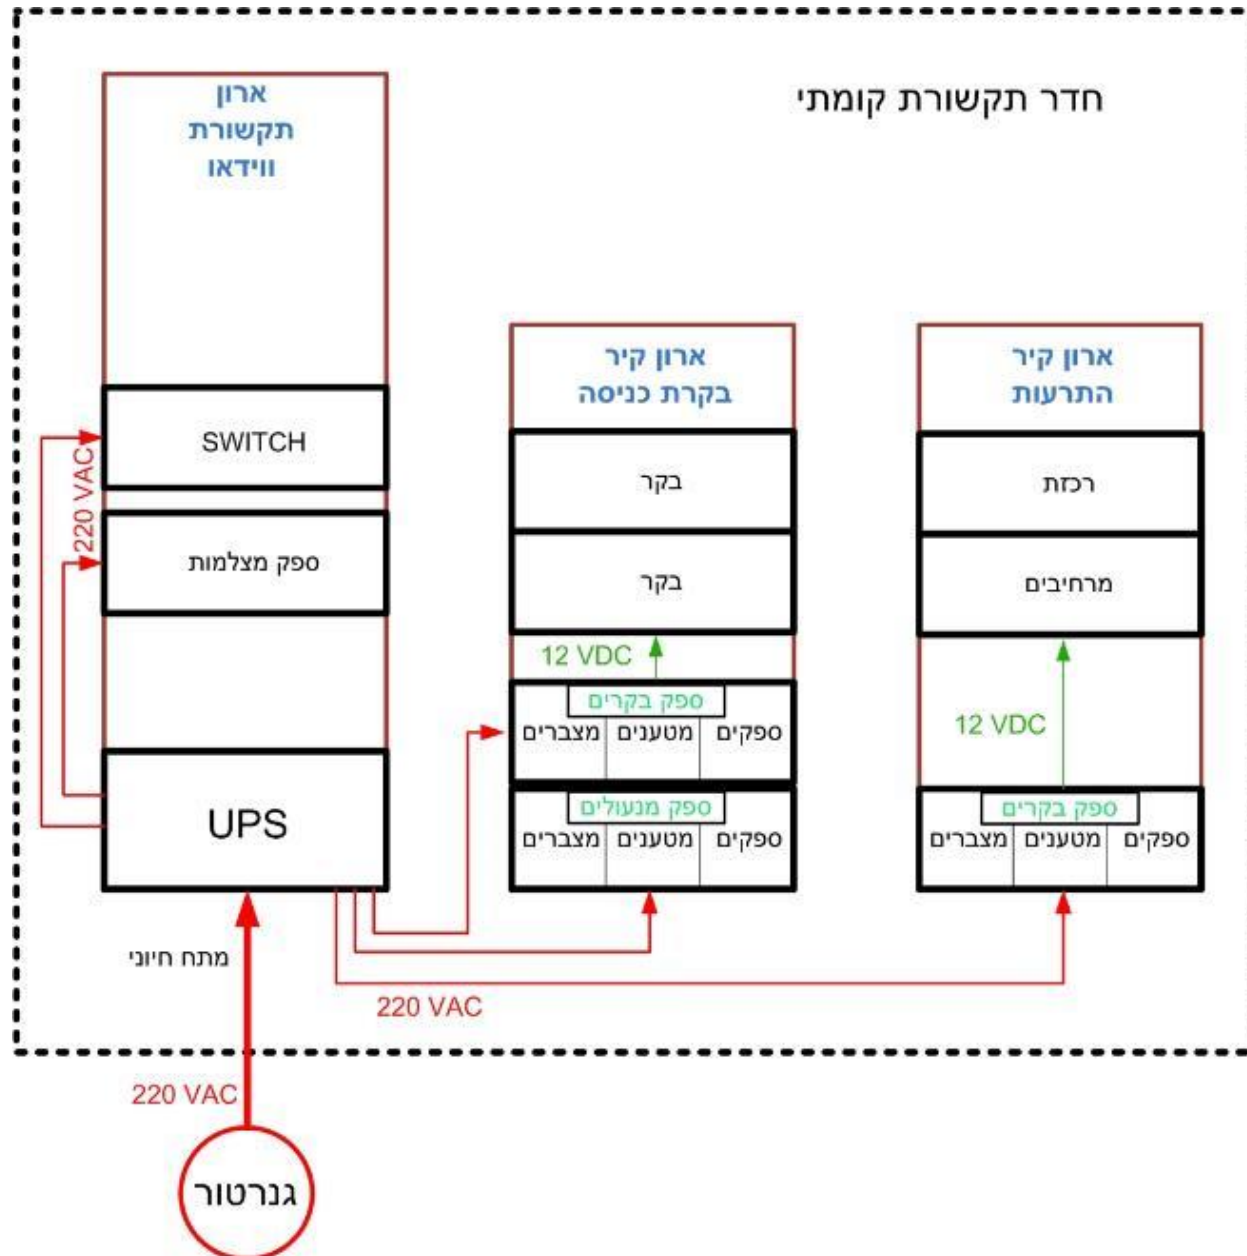 חדר תקשורת קומתי
ארון
תקשורת
ווידאו
SWITCH
220 VAC
ספק מצלמות
UPS
ארון קיר
בקרת כניסה
בקר
בקר
12 VDC
ספק בקרים
ספקים
מטענים
מצברים
ספק מנעולים
ספקים
מטענים
מצברים
ארון קיר
התרעות
רכזת
מרחיבים
12 VDC
ספק בקרים
ספקים
מטענים
מצברים
מתח חיוני
220 VAC
220 VAC
גנרטור